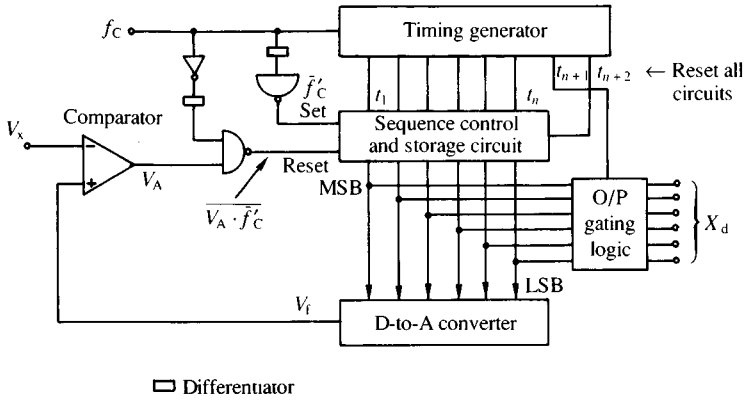 f_C
Timing generator
t_1
t_n
t_{n+1}
t_{n+2}
← Reset all
circuits
f̄'_C
Set
Comparator
V_x
−
+
V_A
Sequence control
and storage circuit
Reset
\overline{V_A · f̄'_C}
MSB
O/P
gating
logic
X_d
LSB
V_f
D-to-A converter
Differentiator